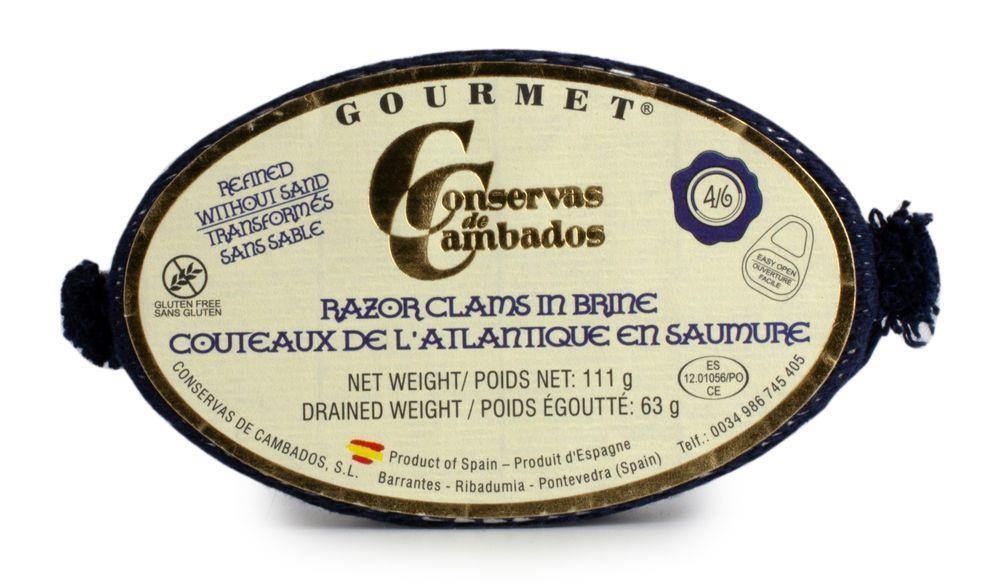 GOURMET®
Conservas
de
Cambados
REFINED
WITHOUT SAND
TRANSFORMÉS
SANS SABLE
4/6
EASY OPEN
OUVERTURE
FACILE
GLUTEN FREE
SANS GLUTEN
RAZOR CLAMS IN BRINE
COUTEAUX DE L'ATLANTIQUE EN SAUMURE
NET WEIGHT/ POIDS NET: 111 g
DRAINED WEIGHT / POIDS ÉGOUTTÉ: 63 g
ES
12.01056/PO
CE
Product of Spain – Produit d'Espagne
CONSERVAS DE CAMBADOS, S.L. Barrantes - Ribadumia - Pontevedra (Spain) Telf.: 0034 986 745 405